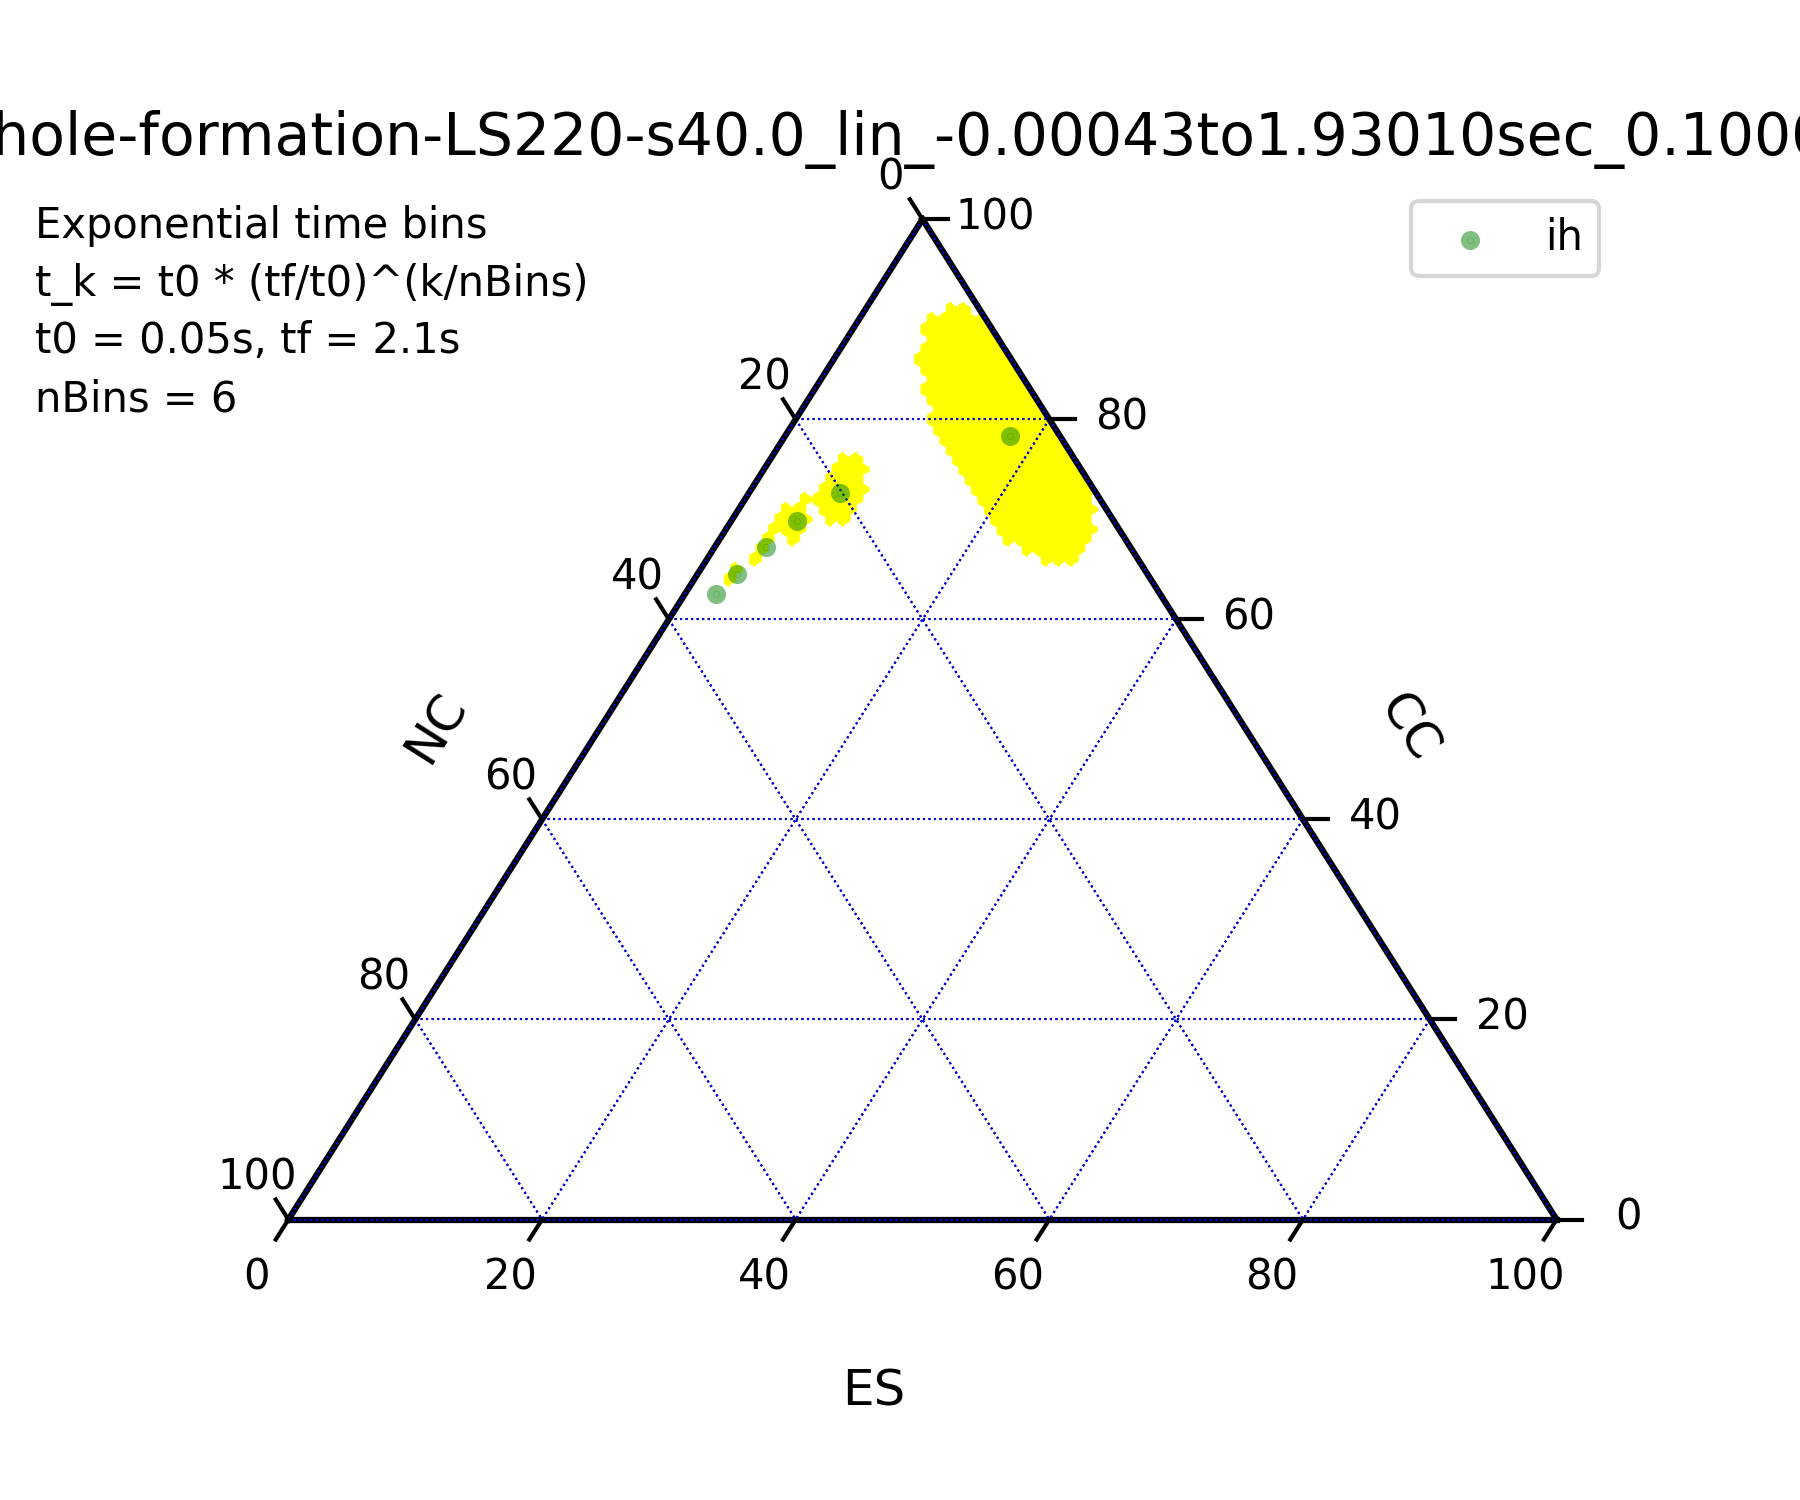 hole-formation-LS220-s40.0_lin_-0.00043to1.93010sec_0.100
Exponential time bins
t_k = t0 * (tf/t0)^(k/nBins)
t0 = 0.05s, tf = 2.1s
nBins = 6
ih
0
100
20
80
40
60
NC
CC
60
40
80
20
100
0
0
20
40
60
80
100
ES